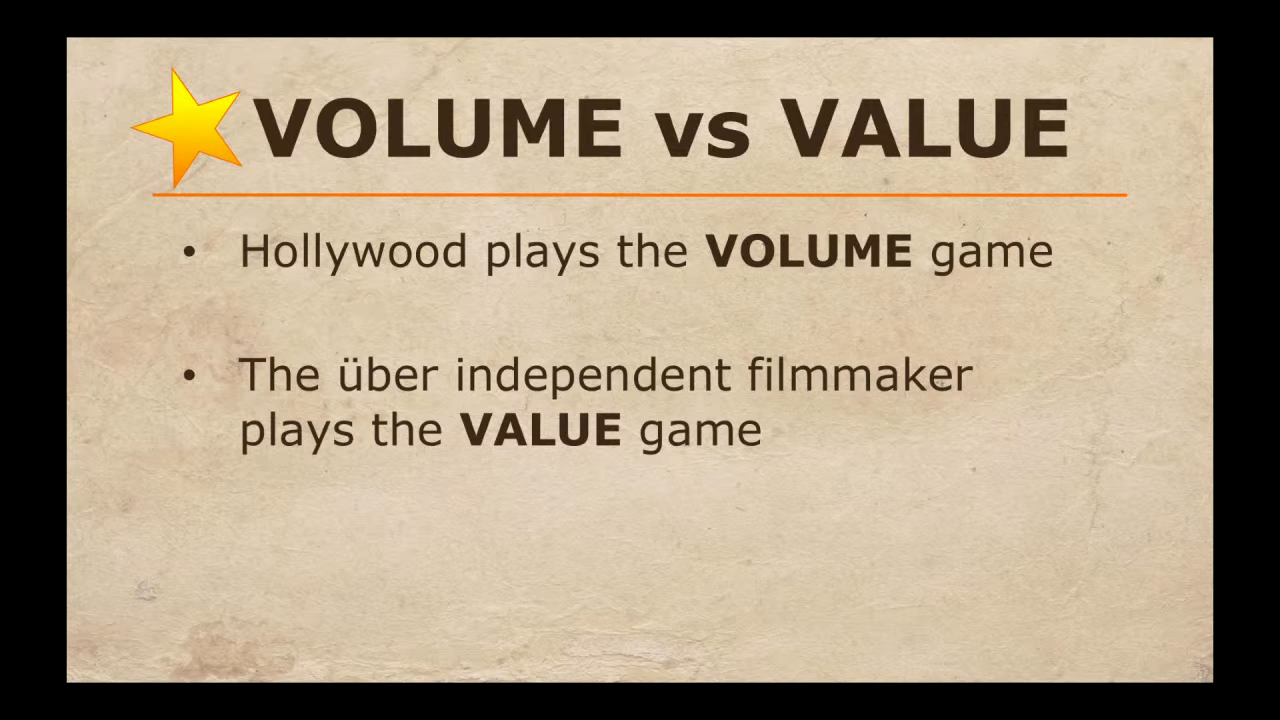 VOLUME vs VALUE
• Hollywood plays the VOLUME game
• The über independent filmmaker
plays the VALUE game